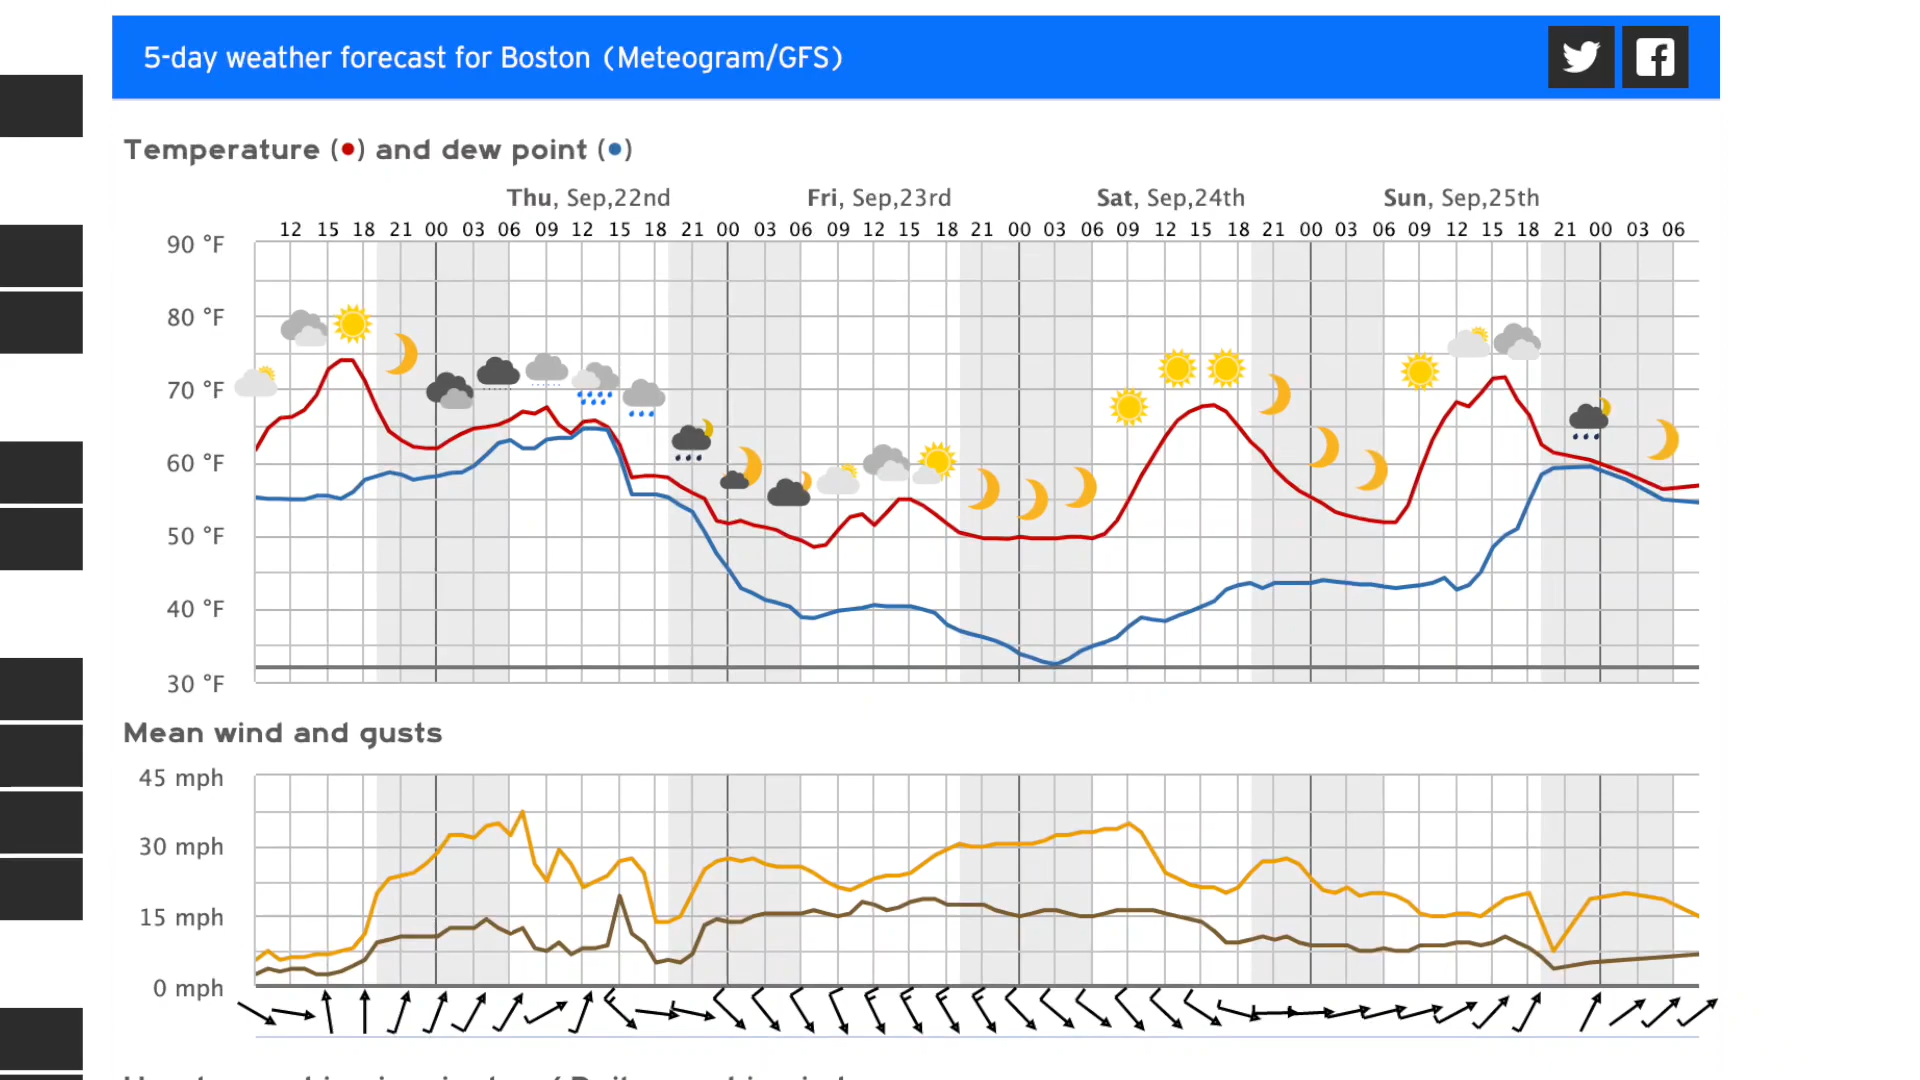 5-day weather forecast for Boston (Meteogram/GFS)
Temperature (•) and dew point (•)
Thu, Sep,22nd Fri, Sep,23rd Sat, Sep,24th Sun, Sep,25th
12 15 18 21 00 03 06 09 12 15 18 21 00 03 06 09 12 15 18 21 00 03 06 09 12 15 18 21 00 03 06 09 12 15 18 21 00 03 06
90 °F
80 °F
70 °F
60 °F
50 °F
40 °F
30 °F
Mean wind and gusts
45 mph
30 mph
15 mph
0 mph